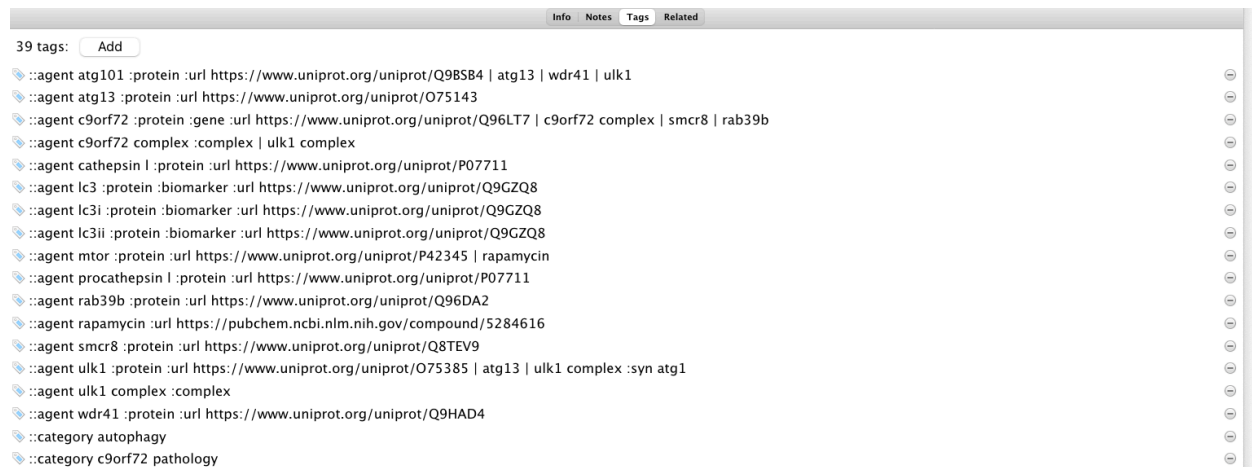 Info Notes Tags Related
39 tags: Add
::agent atg101 :protein :url https://www.uniprot.org/uniprot/Q9BSB4 | atg13 | wdr41 | ulk1
::agent atg13 :protein :url https://www.uniprot.org/uniprot/O75143
::agent c9orf72 :protein :gene :url https://www.uniprot.org/uniprot/Q96LT7 | c9orf72 complex | smcr8 | rab39b
::agent c9orf72 complex :complex | ulk1 complex
::agent cathepsin l :protein :url https://www.uniprot.org/uniprot/P07711
::agent lc3 :protein :biomarker :url https://www.uniprot.org/uniprot/Q9GZQ8
::agent lc3i :protein :biomarker :url https://www.uniprot.org/uniprot/Q9GZQ8
::agent lc3ii :protein :biomarker :url https://www.uniprot.org/uniprot/Q9GZQ8
::agent mtor :protein :url https://www.uniprot.org/uniprot/P42345 | rapamycin
::agent procathepsin l :protein :url https://www.uniprot.org/uniprot/P07711
::agent rab39b :protein :url https://www.uniprot.org/uniprot/Q96DA2
::agent rapamycin :url https://pubchem.ncbi.nlm.nih.gov/compound/5284616
::agent smcr8 :protein :url https://www.uniprot.org/uniprot/Q8TEV9
::agent ulk1 :protein :url https://www.uniprot.org/uniprot/O75385 | atg13 | ulk1 complex :syn atg1
::agent ulk1 complex :complex
::agent wdr41 :protein :url https://www.uniprot.org/uniprot/Q9HAD4
::category autophagy
::category c9orf72 pathology